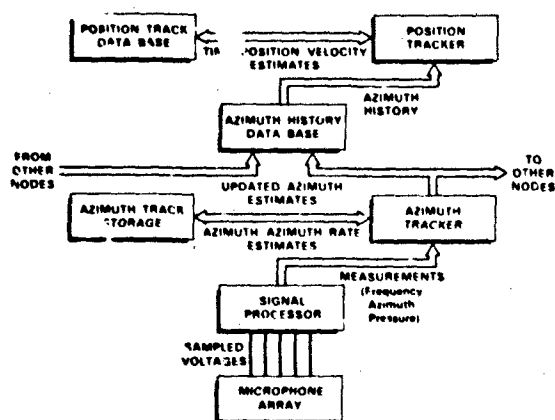 POSITION TRACK
DATA BASE
POSITION
TRACKER
POSITION VELOCITY
ESTIMATES
AZIMUTH
HISTORY
AZIMUTH HISTORY
DATA BASE
FROM
OTHER
NODES
TO
OTHER
NODES
UPDATED AZIMUTH
ESTIMATES
AZIMUTH TRACK
STORAGE
AZIMUTH AZIMUTH RATE
ESTIMATES
AZIMUTH
TRACKER
MEASUREMENTS
(Frequency
Azimuth
Pressure)
SIGNAL
PROCESSOR
SAMPLED
VOLTAGES
MICROPHONE
ARRAY